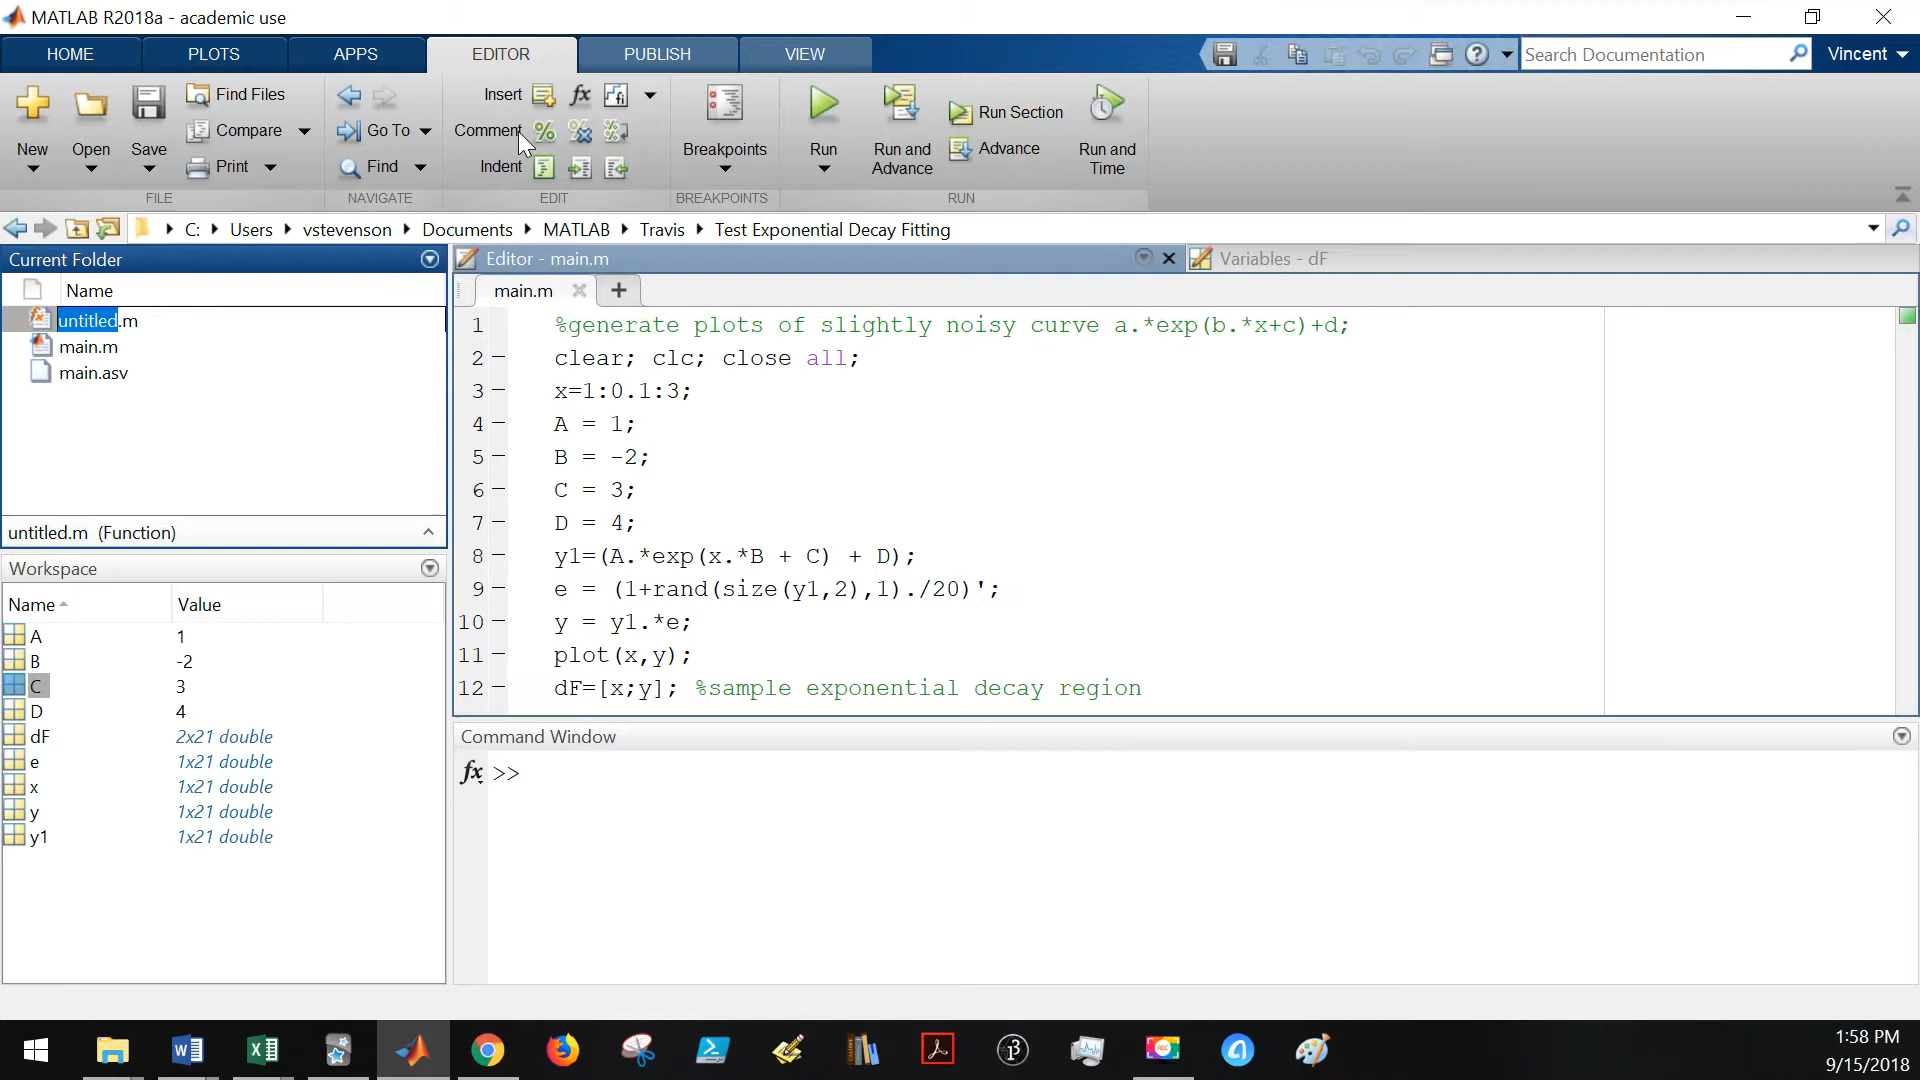 MATLAB R2018a - academic use
HOME PLOTS APPS EDITOR PUBLISH VIEW Search Documentation Vincent
New Open Save Find Files Compare Print
Go To Find
Insert Comment Indent
Breakpoints
Run Run and Advance Run Section Advance Run and Time
FILE NAVIGATE EDIT BREAKPOINTS RUN
C: Users vstevenson Documents MATLAB Travis Test Exponential Decay Fitting
Current Folder
Name
untitled.m
main.m
main.asv
untitled.m (Function)
Workspace
Name Value
A 1
B -2
C 3
D 4
dF 2x21 double
e 1x21 double
x 1x21 double
y 1x21 double
y1 1x21 double
Editor - main.m
Variables - dF
main.m
1 %generate plots of slightly noisy curve a.*exp(b.*x+c)+d;
2 clear; clc; close all;
3 x=1:0.1:3;
4 A = 1;
5 B = -2;
6 C = 3;
7 D = 4;
8 y1=(A.*exp(x.*B + C) + D);
9 e = (1+rand(size(y1,2),1)./20)';
10 y = y1.*e;
11 plot(x,y);
12 dF=[x;y]; %sample exponential decay region
Command Window
fx >>
1:58 PM
9/15/2018